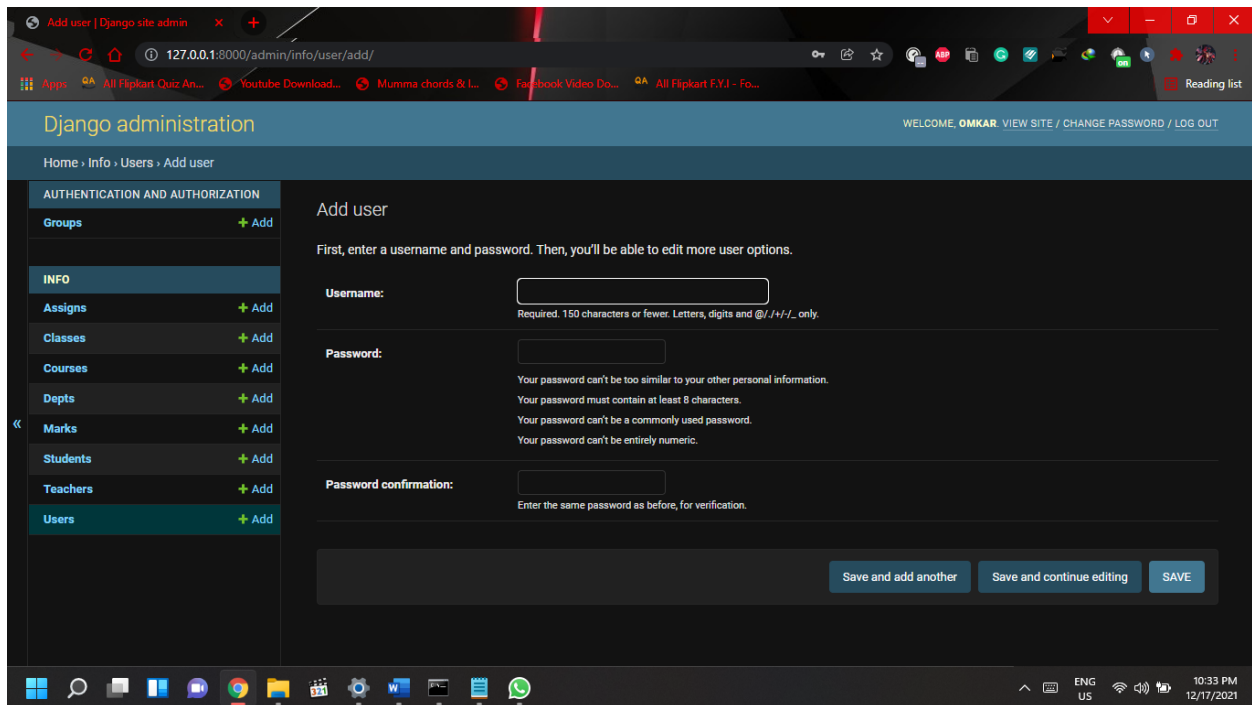 Add user | Django site admin
127.0.0.1:8000/admin/info/user/add/
ABP
on
Apps QA All Flipkart Quiz An... Youtube Download... Mumma chords & l... Facebook Video Do... QA All Flipkart F.Y.I - Fo... Reading list
Django administration
WELCOME, OMKAR. VIEW SITE / CHANGE PASSWORD / LOG OUT
Home › Info › Users › Add user
AUTHENTICATION AND AUTHORIZATION
Groups + Add
INFO
Assigns + Add
Classes + Add
Courses + Add
Depts + Add
Marks + Add
Students + Add
Teachers + Add
Users + Add
«
Add user
First, enter a username and password. Then, you'll be able to edit more user options.
Username:
Required. 150 characters or fewer. Letters, digits and @/./+/-/_ only.
Password:
Your password can't be too similar to your other personal information.
Your password must contain at least 8 characters.
Your password can't be a commonly used password.
Your password can't be entirely numeric.
Password confirmation:
Enter the same password as before, for verification.
Save and add another Save and continue editing SAVE
321
W
ENG
US
10:33 PM
12/17/2021